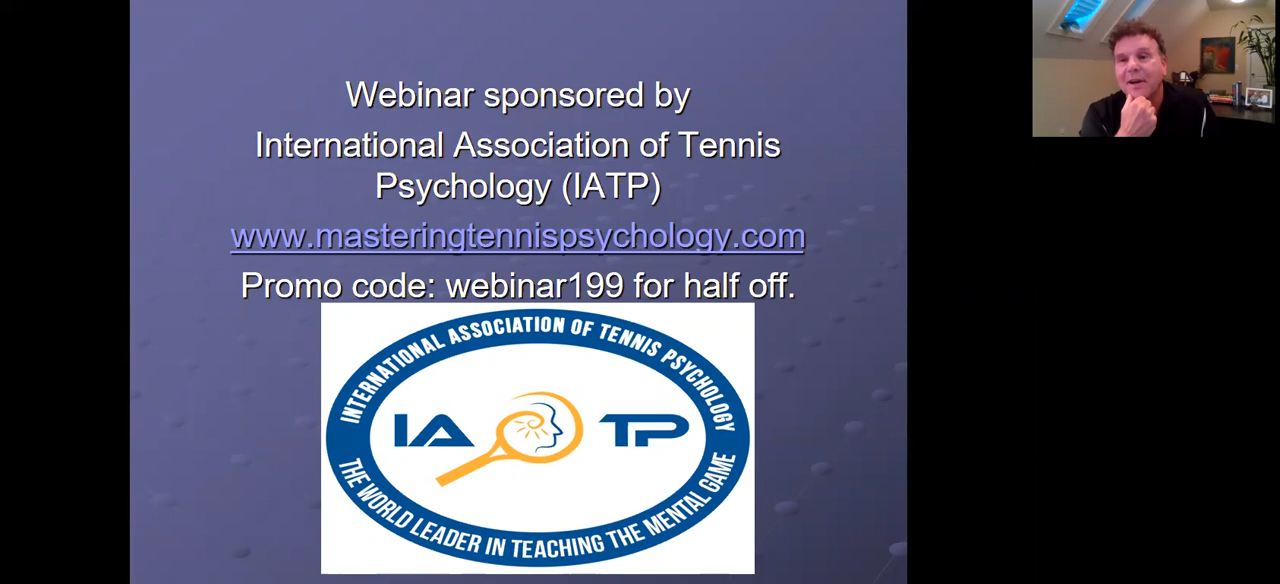 Webinar sponsored by
International Association of Tennis
Psychology (IATP)
www.masteringtennispsychology.com
Promo code: webinar199 for half off.
INTERNATIONAL ASSOCIATION OF TENNIS PSYCHOLOGY
IA TP
THE WORLD LEADER IN TEACHING THE MENTAL GAME